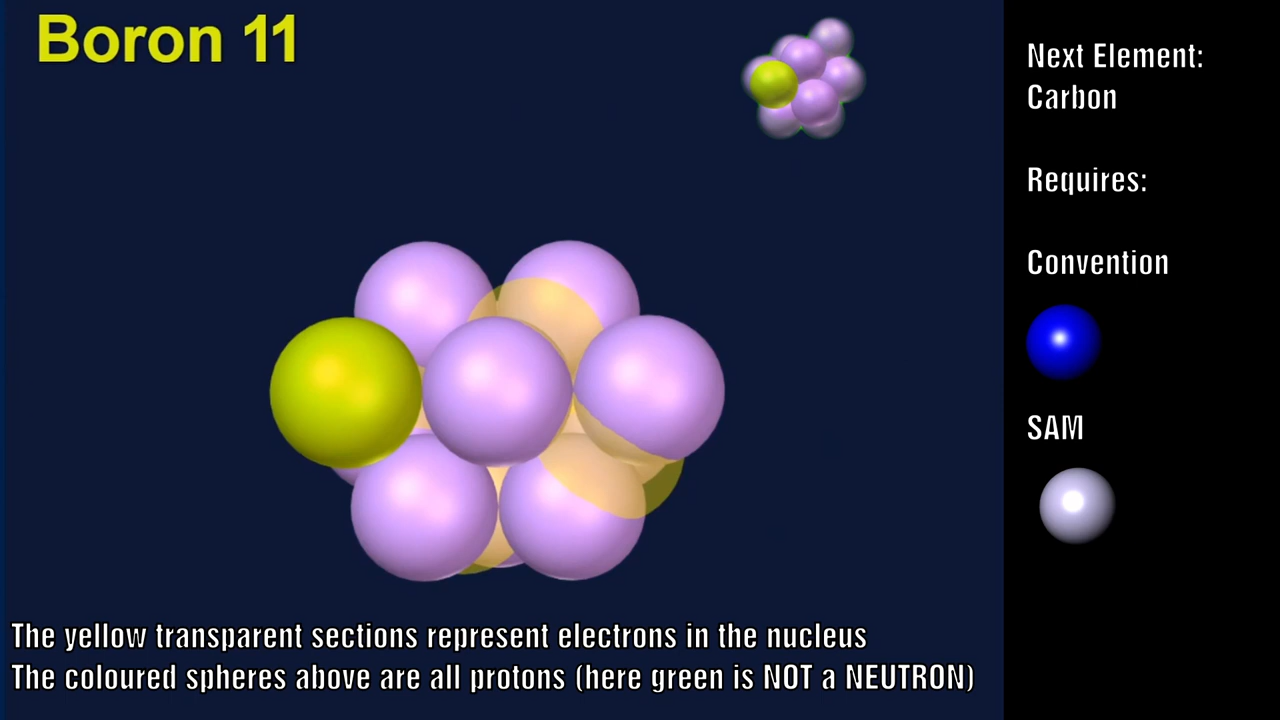 Boron 11
Next Element:
Carbon
Requires:
Convention
SAM
The yellow transparent sections represent electrons in the nucleus
The coloured spheres above are all protons (here green is NOT a NEUTRON)